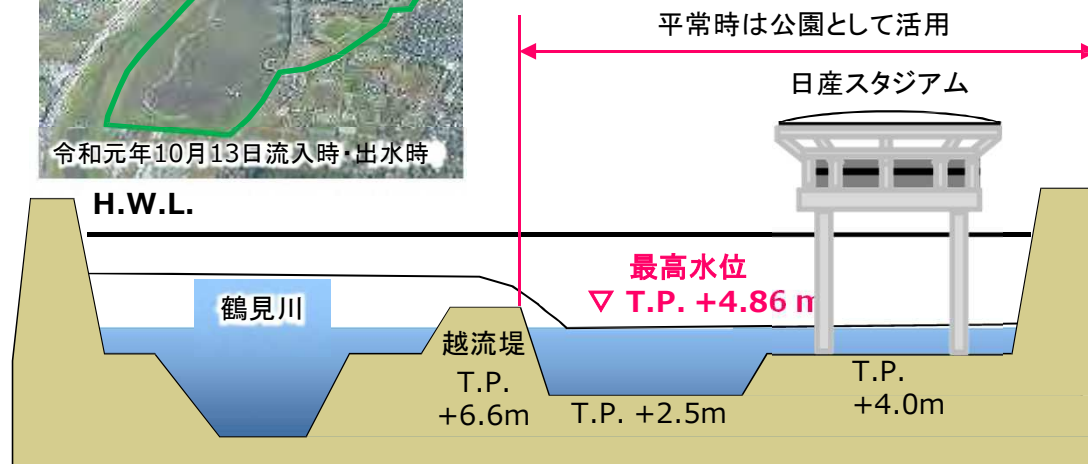 平常時は公園として活用
日産スタジアム
令和元年10月13日流入時・出水時
H.W.L.
最高水位
▽ T.P. +4.86 m
鶴見川
越流堤
T.P.
+6.6m
T.P. +2.5m
T.P.
+4.0m